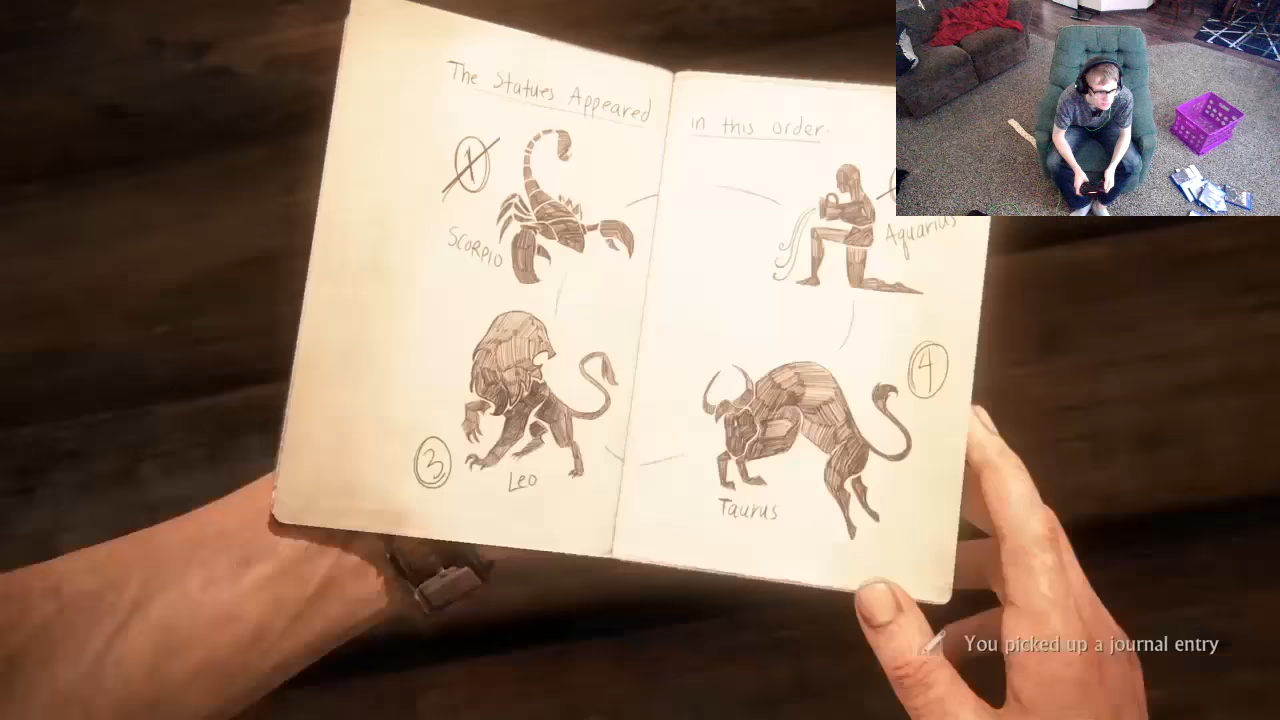 The Statues Appeared
in this order.
1
SCORPIO
Aquarius
3
Leo
4
Taurus
You picked up a journal entry